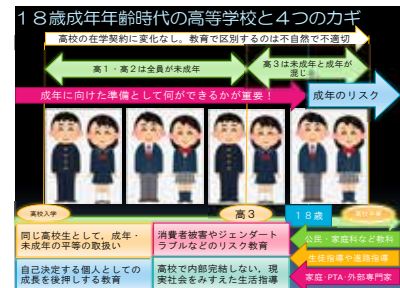 １８歳成年年齢時代の高等学校と４つのカギ
高校の在学契約に変化なし。教育で区別するのは不自然で不適切
高１・高２は全員が未成年
高３は未成年と成年が
混じる
成年に向けた準備として何ができるかが重要！
成年のリスク
高校入学
高３
１８歳
高校卒業
同じ高校生として，成年・
未成年の平等の取扱い
消費者被害やジェンダート
ラブルなどのリスク教育
公民・家庭科など教科
生徒指導や進路指導
自己決定する個人としての
成長を後押しする教育
高校で内部完結しない、現
実社会をみすえた生活指導
家庭・PTA・外部専門家